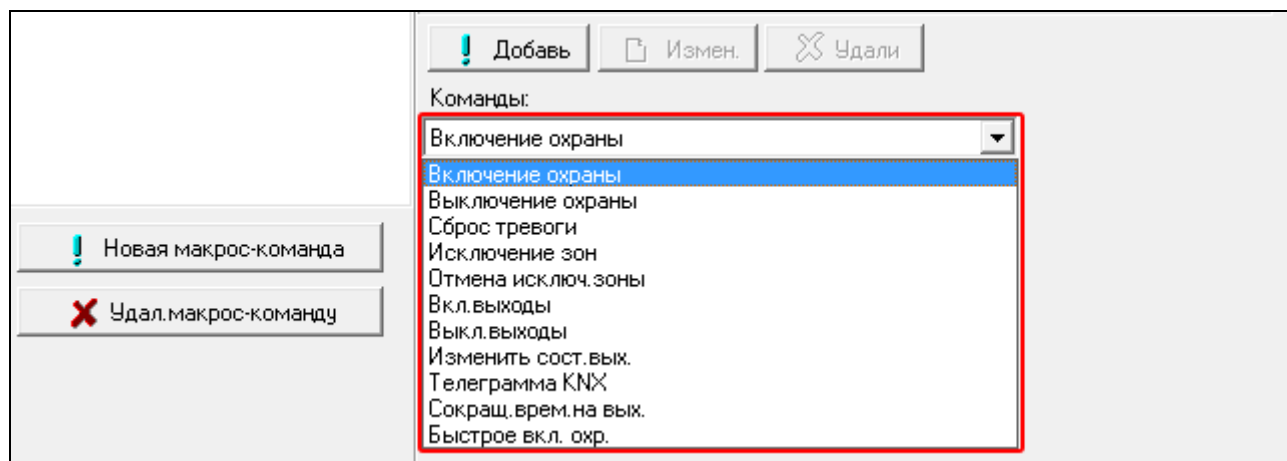 Добавь
Измен.
Удали
Команды:
Включение охраны
Включение охраны
Выключение охраны
Сброс тревоги
Исключение зон
Отмена исключ.зоны
Вкл.выходы
Выкл.выходы
Изменить сост.вых.
Телеграмма KNX
Сокращ.врем.на вых.
Быстрое вкл. охр.
Новая макрос-команда
Удал.макрос-команду